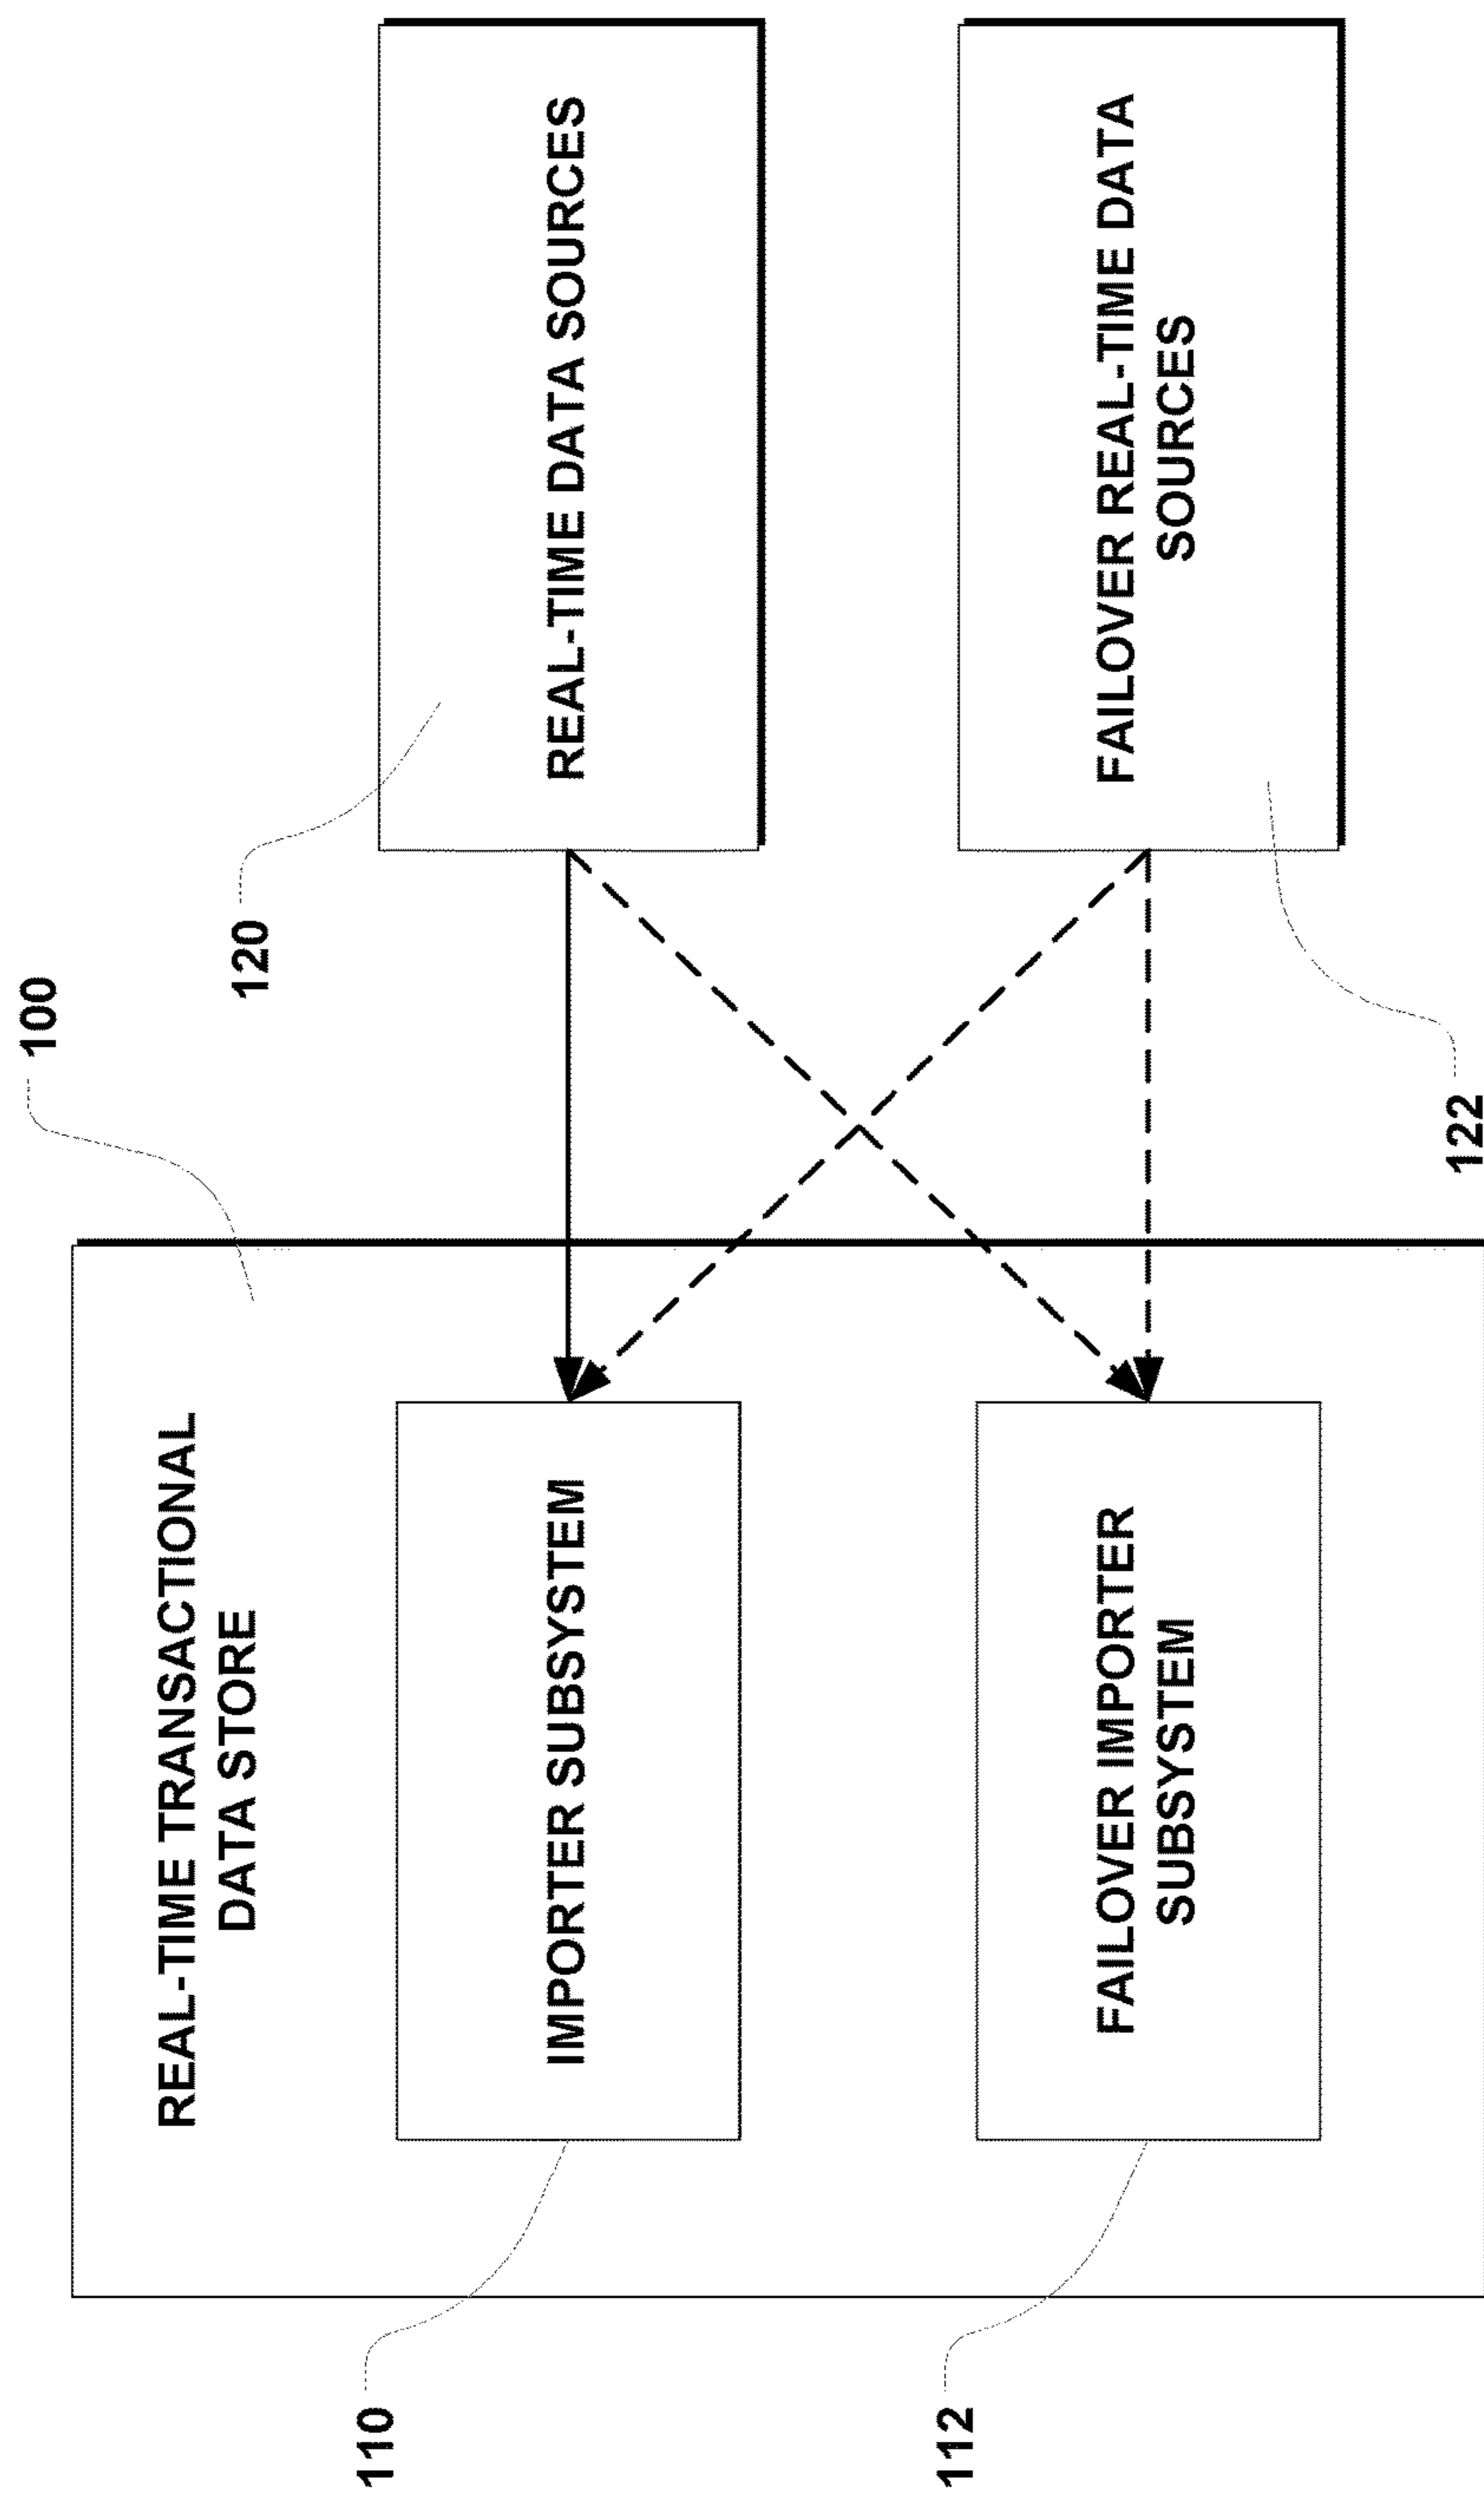 100
120
REAL-TIME TRANSACTIONAL
DATA STORE
110
IMPORTER SUBSYSTEM
REAL-TIME DATA SOURCES
112
FAILOVER IMPORTER
SUBSYSTEM
FAILOVER REAL-TIME DATA
SOURCES
122